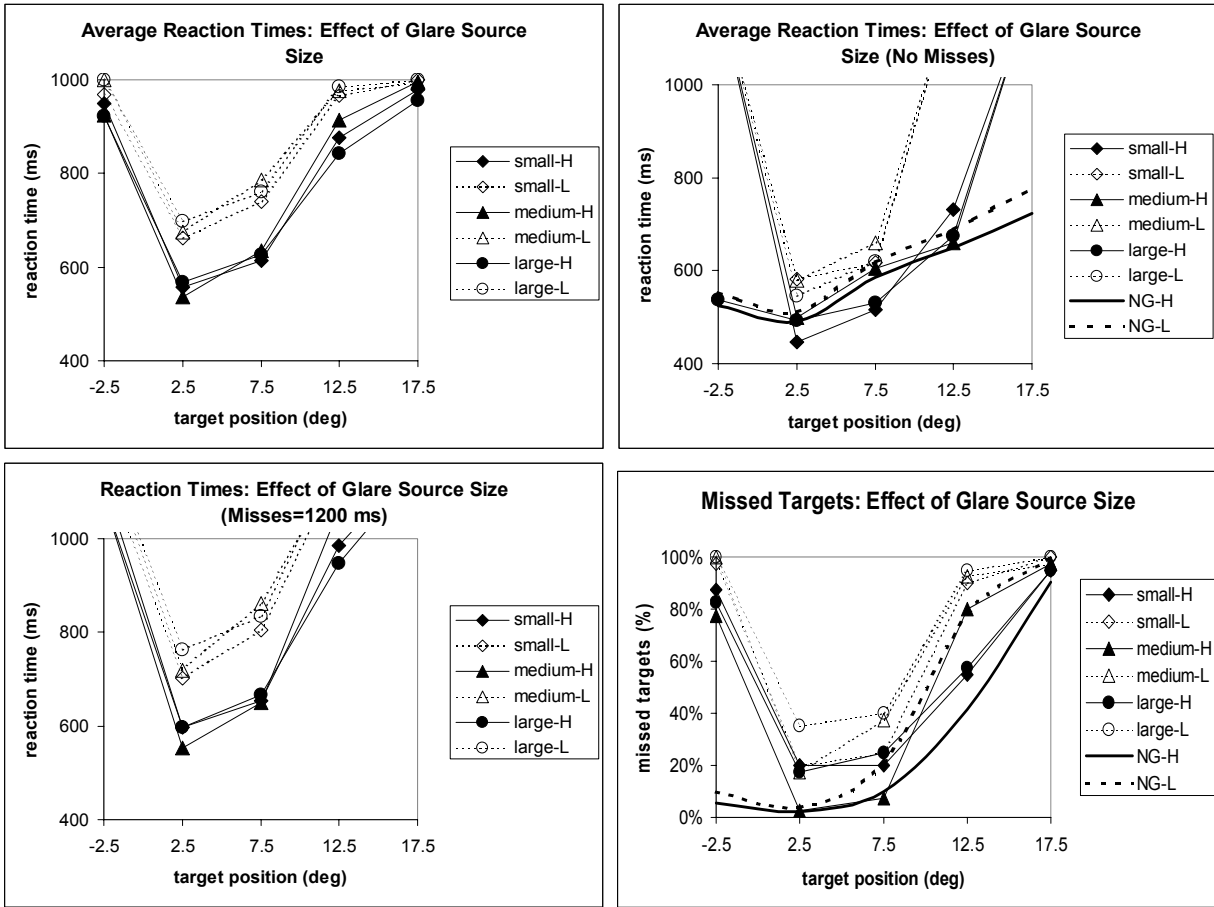 Average Reaction Times: Effect of Glare Source
Size
1000
800
600
400
reaction time (ms)
-2.5 2.5 7.5 12.5 17.5
target position (deg)
small-H
small-L
medium-H
medium-L
large-H
large-L
Average Reaction Times: Effect of Glare Source
Size (No Misses)
1000
800
600
400
reaction time (ms)
-2.5 2.5 7.5 12.5 17.5
target position (deg)
small-H
small-L
medium-H
medium-L
large-H
large-L
NG-H
NG-L
Reaction Times: Effect of Glare Source Size
(Misses=1200 ms)
1000
800
600
400
reaction time (ms)
-2.5 2.5 7.5 12.5 17.5
target position (deg)
small-H
small-L
medium-H
medium-L
large-H
large-L
Missed Targets: Effect of Glare Source Size
100%
80%
60%
40%
20%
0%
missed targets (%)
-2.5 2.5 7.5 12.5 17.5
target position (deg)
small-H
small-L
medium-H
medium-L
large-H
large-L
NG-H
NG-L